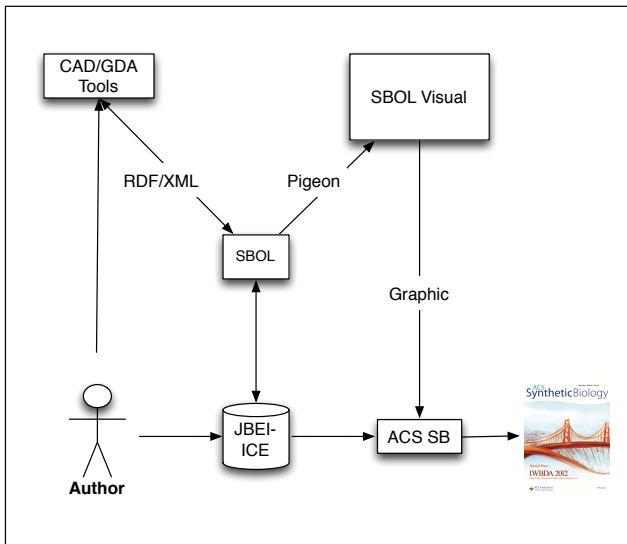 CAD/GDA
Tools
SBOL Visual
RDF/XML
Pigeon
SBOL
Graphic
JBEI-
ICE
ACS SB
Author
ACS
SyntheticBiology
IWBDA 2012